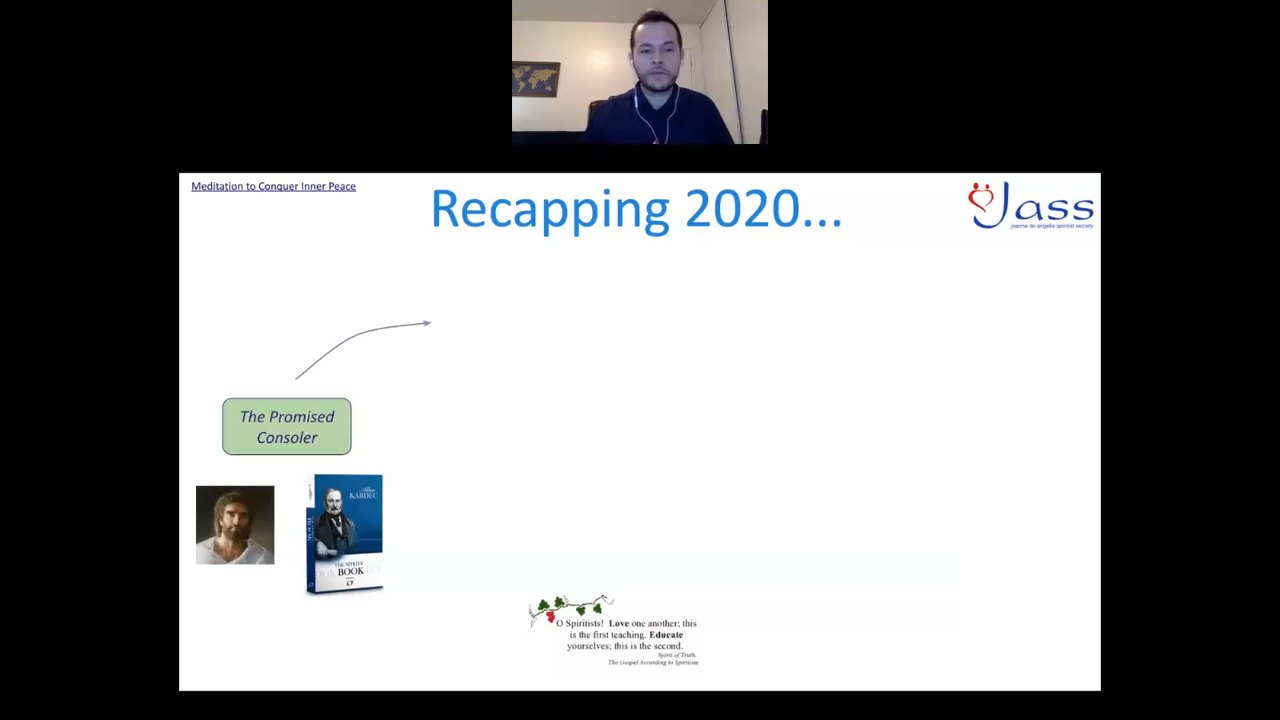 Meditation to Conquer Inner Peace
Recapping 2020...
Jass
joanna de angelis spiritist society
The Promised
Consoler
Allan
KARDEC
THE SPIRITS'
BOOK
O Spiritists! Love one another; this
is the first teaching. Educate
yourselves; this is the second.
Spirit of Truth,
The Gospel According to Spiritism